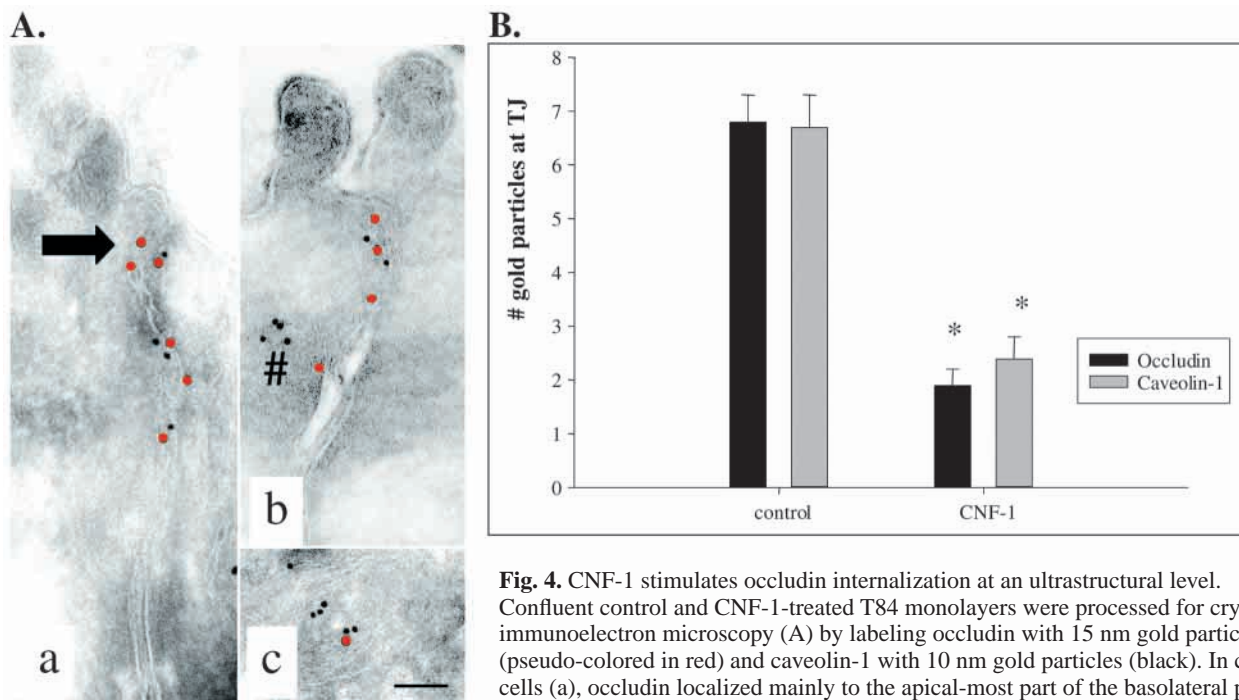 A.
B.
a
b
#
c
# gold particles at TJ
8
7
6
5
4
3
2
1
0
*
*
Occludin
Caveolin-1
control
CNF-1
Fig. 4. CNF-1 stimulates occludin internalization at an ultrastructural level.
Confluent control and CNF-1-treated T84 monolayers were processed for cry
immunoelectron microscopy (A) by labeling occludin with 15 nm gold partic
(pseudo-colored in red) and caveolin-1 with 10 nm gold particles (black). In c
cells (a), occludin localized mainly to the apical-most part of the basolateral p